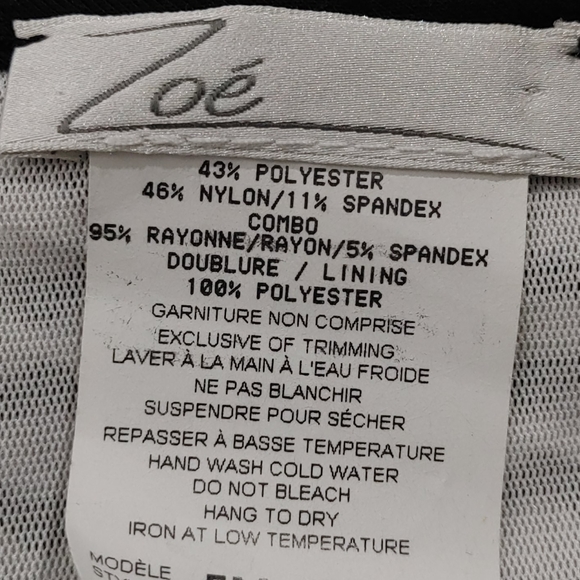 Zoé
43% POLYESTER
46% NYLON/11% SPANDEX
COMBO
95% RAYONNE/RAYON/5% SPANDEX
DOUBLURE / LINING
100% POLYESTER
GARNITURE NON COMPRISE
EXCLUSIVE OF TRIMMING
LAVER À LA MAIN À L'EAU FROIDE
NE PAS BLANCHIR
SUSPENDRE POUR SÉCHER
REPASSER À BASSE TEMPERATURE
HAND WASH COLD WATER
DO NOT BLEACH
HANG TO DRY
IRON AT LOW TEMPERATURE
MODÈLE